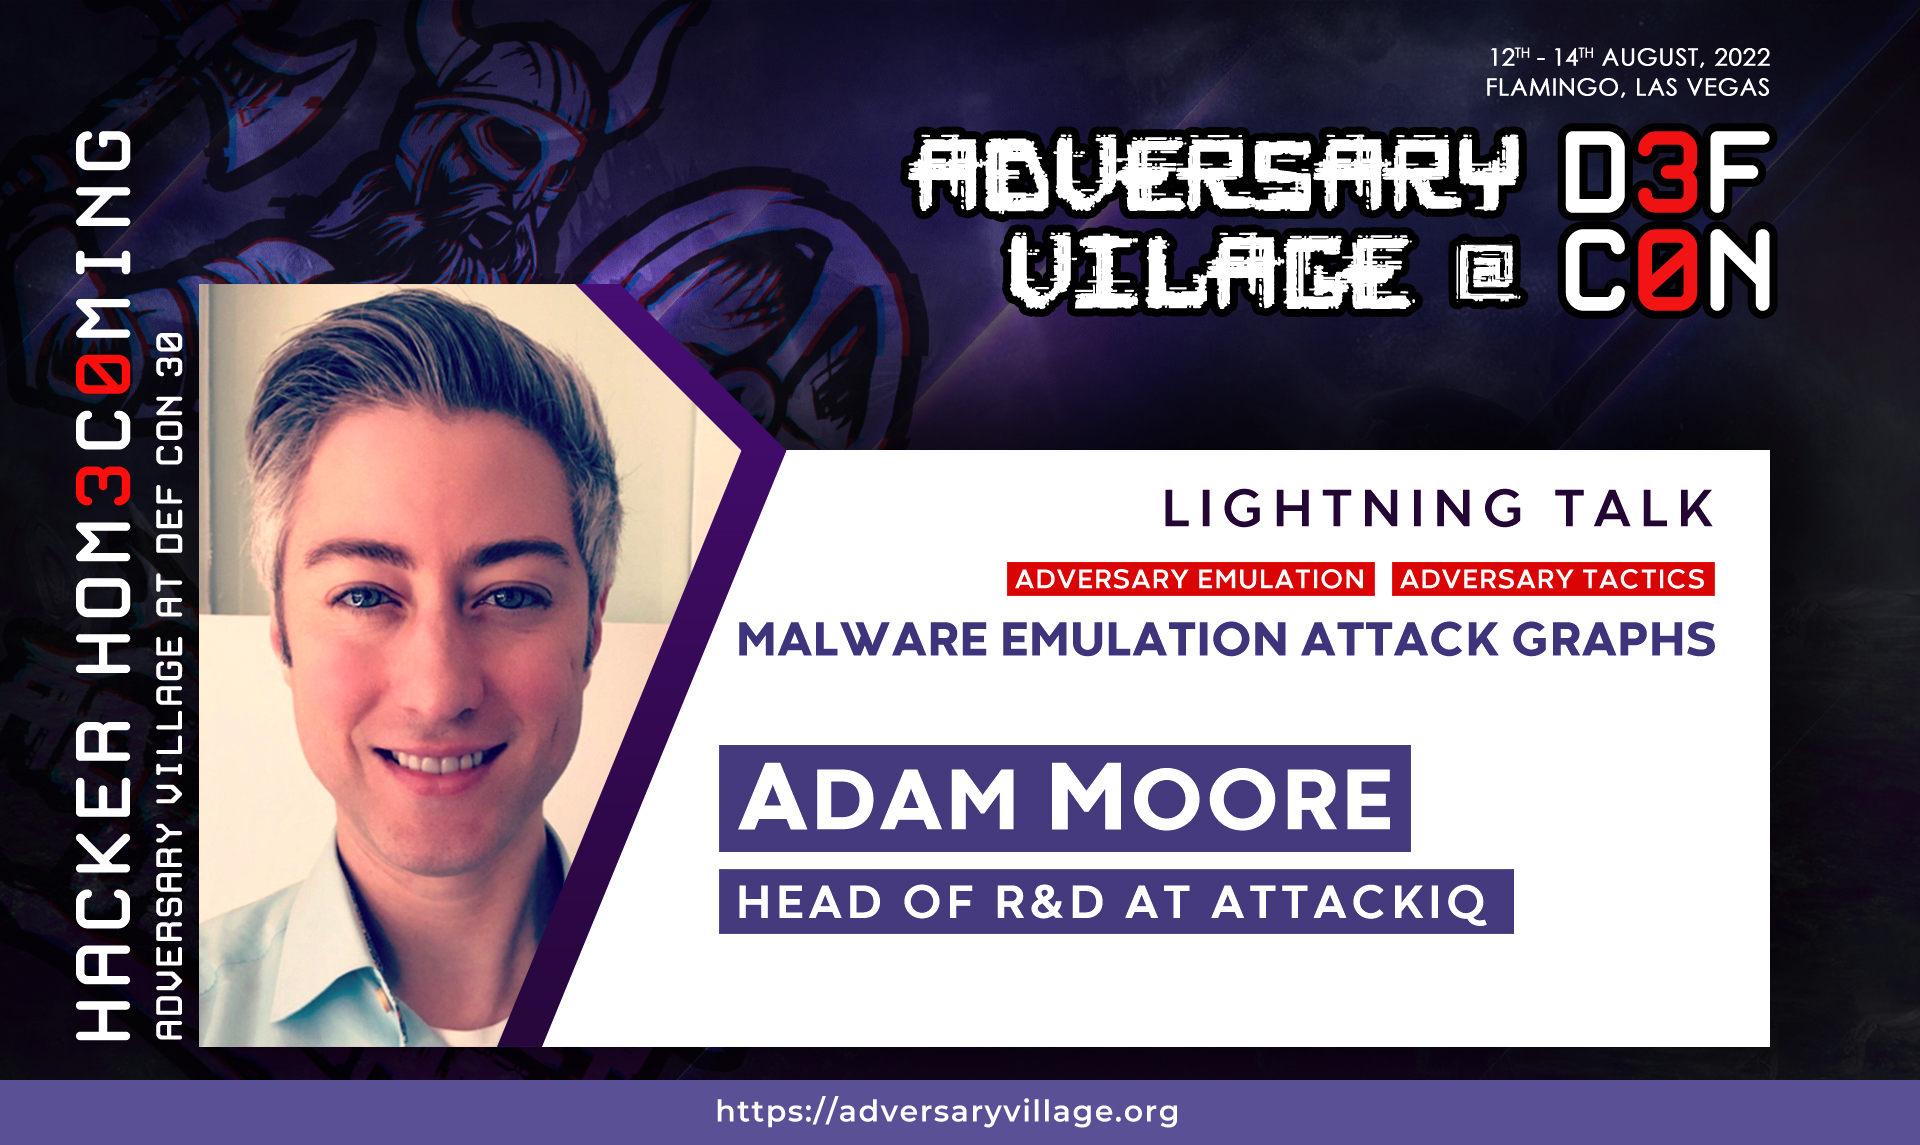 12TH - 14TH AUGUST, 2022
FLAMINGO, LAS VEGAS
ADVERSARY D3F
VILAGE @ C0N
HACKER HOM3C0MING
ADVERSARY VILLAGE AT DEF CON 30
LIGHTNING TALK
ADVERSARY EMULATION ADVERSARY TACTICS
MALWARE EMULATION ATTACK GRAPHS
ADAM MOORE
HEAD OF R&D AT ATTACKIQ
https://adversaryvillage.org